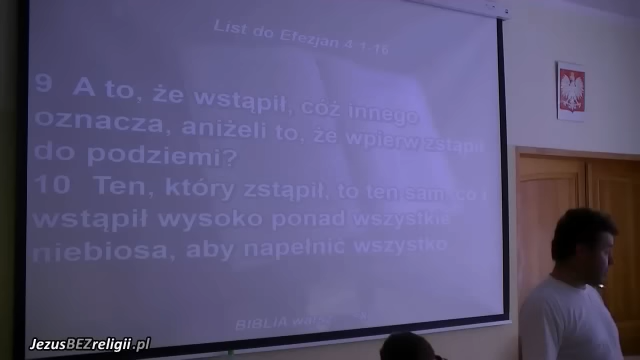 List do Efezjan 4:1-16
9 A to, że wstąpił, cóż innego
oznacza, aniżeli to, że wpierw zstąpił
do podziemi?
10 Ten, który zstąpił, to ten sam, co i
wstąpił wysoko ponad wszystkie
niebiosa, aby napełnić wszystko
BIBLIA
JezusBEZreligii.pl